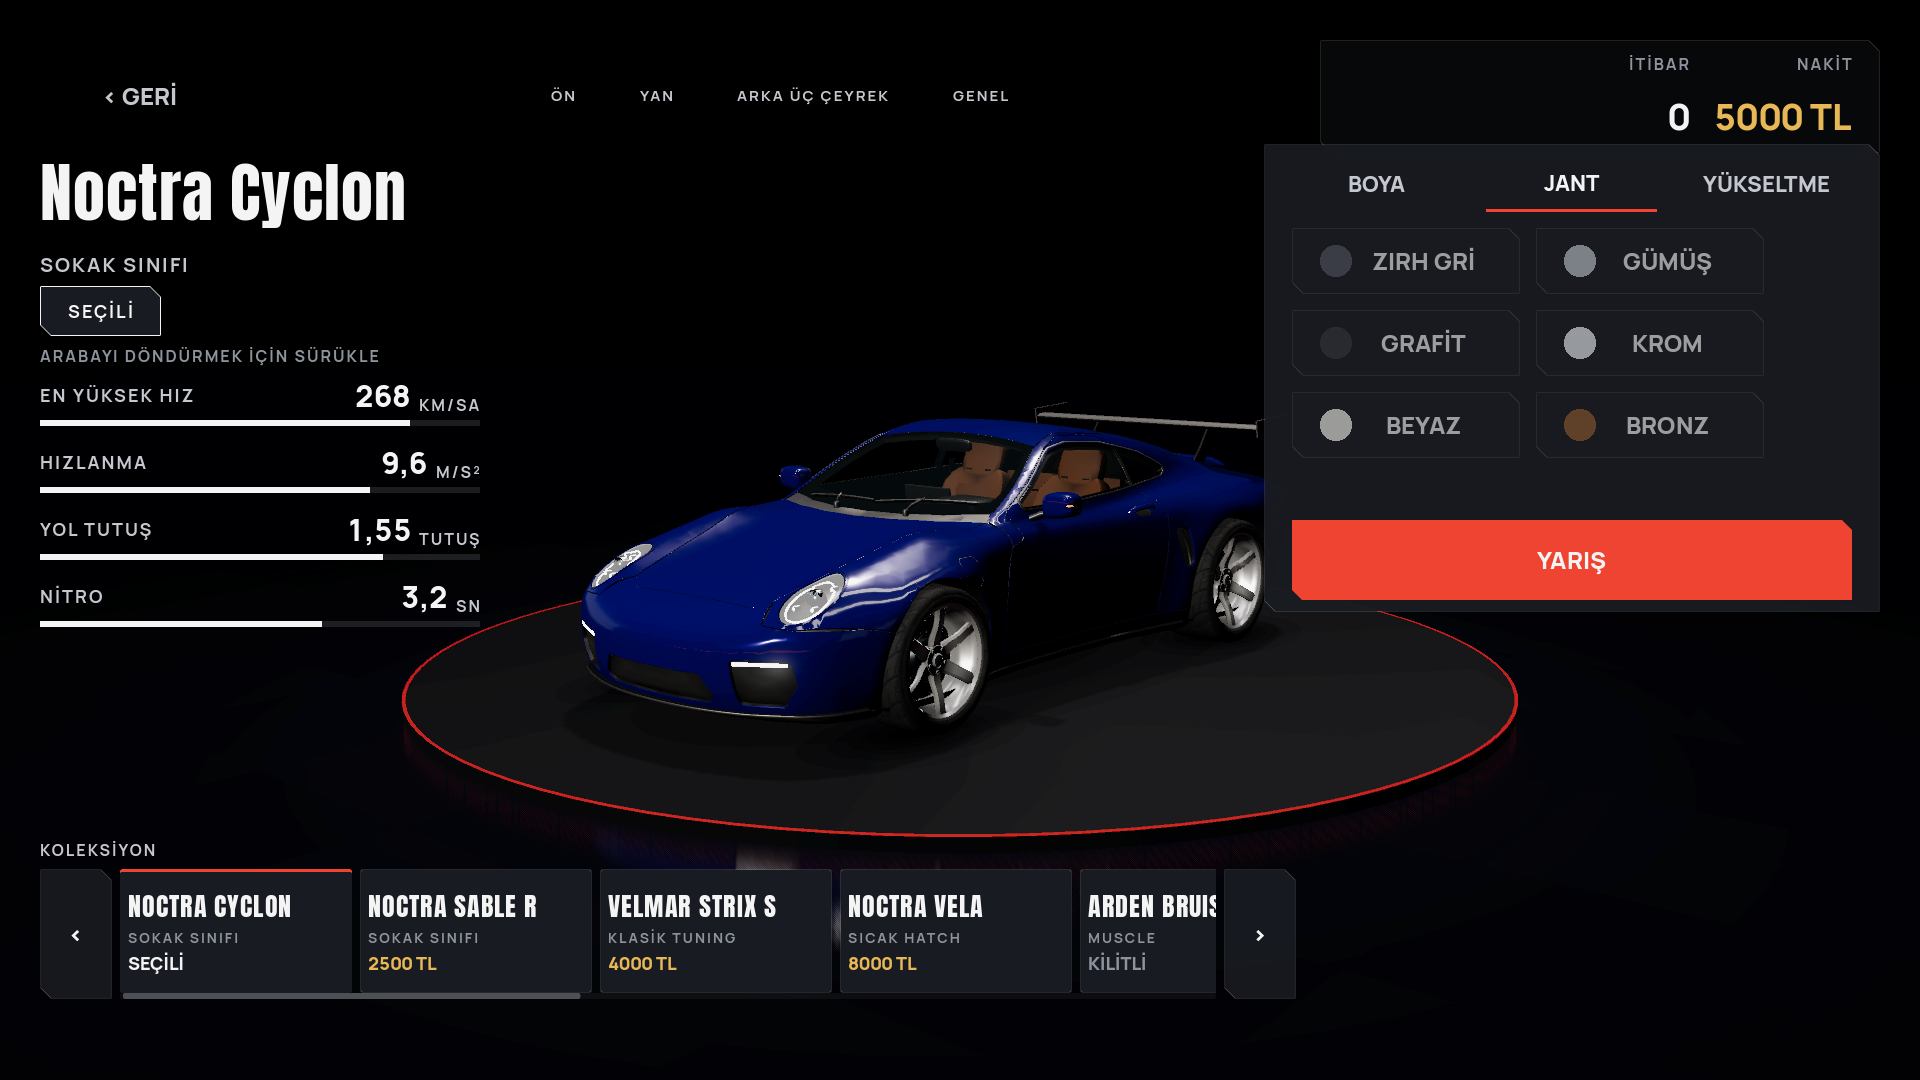 ‹ GERİ
ÖN
YAN
ARKA ÜÇ ÇEYREK
GENEL
İTİBAR
NAKİT
0
5000 TL
Noctra Cyclon
SOKAK SINIFI
SEÇİLİ
ARABAYI DÖNDÜRMEK İÇİN SÜRÜKLE
EN YÜKSEK HIZ
268 KM/SA
HIZLANMA
9,6 M/S²
YOL TUTUŞ
1,55 TUTUŞ
NİTRO
3,2 SN
BOYA
JANT
YÜKSELTME
ZIRH GRİ
GÜMÜŞ
GRAFİT
KROM
BEYAZ
BRONZ
YARIŞ
KOLEKSİYON
‹
NOCTRA CYCLON
SOKAK SINIFI
SEÇİLİ
NOCTRA SABLE R
SOKAK SINIFI
2500 TL
VELMAR STRIX S
KLASİK TUNING
4000 TL
NOCTRA VELA
SICAK HATCH
8000 TL
ARDEN BRUIS
MUSCLE
KİLİTLİ
›